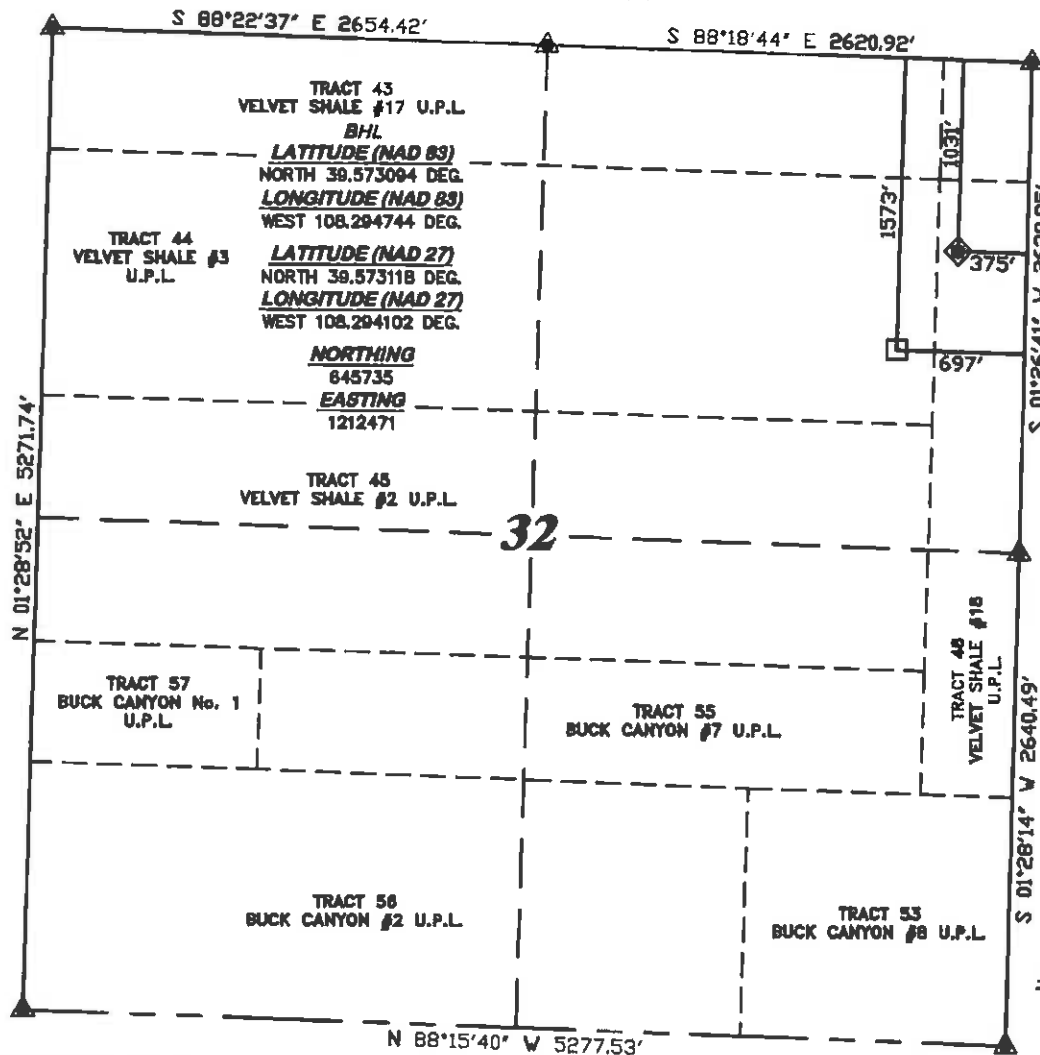 S 88°22'37" E 2654.42'
S 88°18'44" E 2620.92'
TRACT 43
VELVET SHALE #17 U.P.L.
BHL
LATITUDE (NAD 83)
NORTH 39.573094 DEG.
LONGITUDE (NAD 83)
WEST 108.294744 DEG.
LATITUDE (NAD 27)
NORTH 39.573118 DEG.
LONGITUDE (NAD 27)
WEST 108.294102 DEG.
NORTHING
645735
EASTING
1212471
TRACT 44
VELVET SHALE #3
U.P.L.
1573'
1031'
375'
697'
S 01°26'41" W
N 01°28'52" E 5271.74'
TRACT 45
VELVET SHALE #2 U.P.L.
32
TRACT 57
BUCK CANYON No. 1
U.P.L.
TRACT 55
BUCK CANYON #7 U.P.L.
VELVET SHALE #18
U.P.L.
S 01°28'14" W 2640.49'
TRACT 56
BUCK CANYON #2 U.P.L.
TRACT 53
BUCK CANYON #8 U.P.L.
N 88°15'40" W 5277.53'